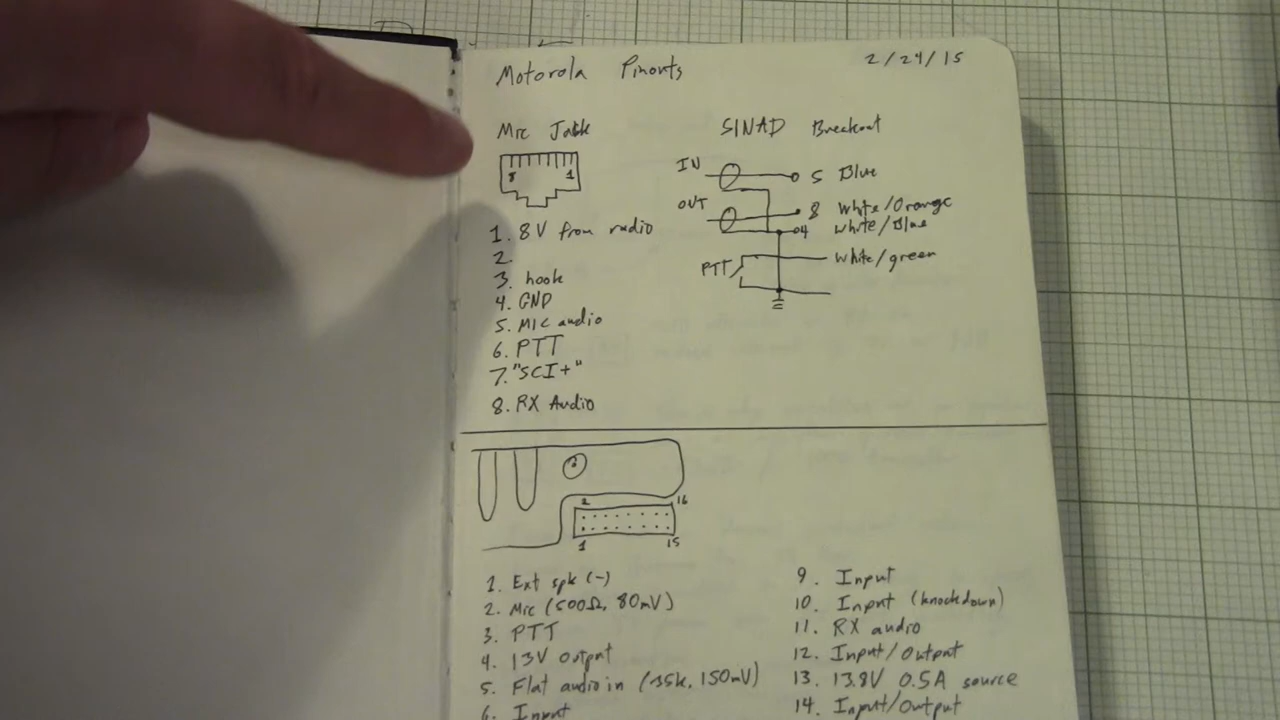 Motorola Pinouts 2/24/15
Mic Jack
8 1
1. 8V from radio
2.
3. hook
4. GND
5. MIC audio
6. PTT
7. "SCI+"
8. RX Audio
SINAD Breakout
IN 5 Blue
OUT 8 White/Orange
4 White/Blue
PTT White/green
2 16
1 15
1. Ext spk (-)
2. Mic (500Ω, 80mV)
3. PTT
4. 13V Output
5. Flat audio in (35k, 150mV)
6. Input
9. Input
10. Input (knockdown)
11. RX audio
12. Input/Output
13. 13.8V 0.5A source
14. Input/Output